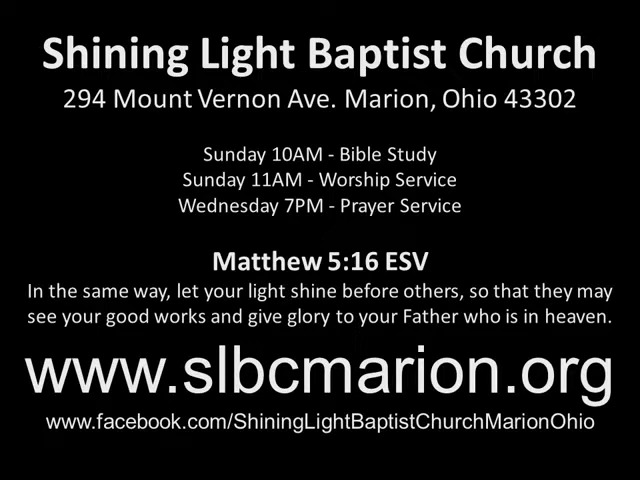 Shining Light Baptist Church
294 Mount Vernon Ave. Marion, Ohio 43302
Sunday 10AM - Bible Study
Sunday 11AM - Worship Service
Wednesday 7PM - Prayer Service
Matthew 5:16 ESV
In the same way, let your light shine before others, so that they may
see your good works and give glory to your Father who is in heaven.
www.slbcmarion.org
www.facebook.com/ShiningLightBaptistChurchMarionOhio